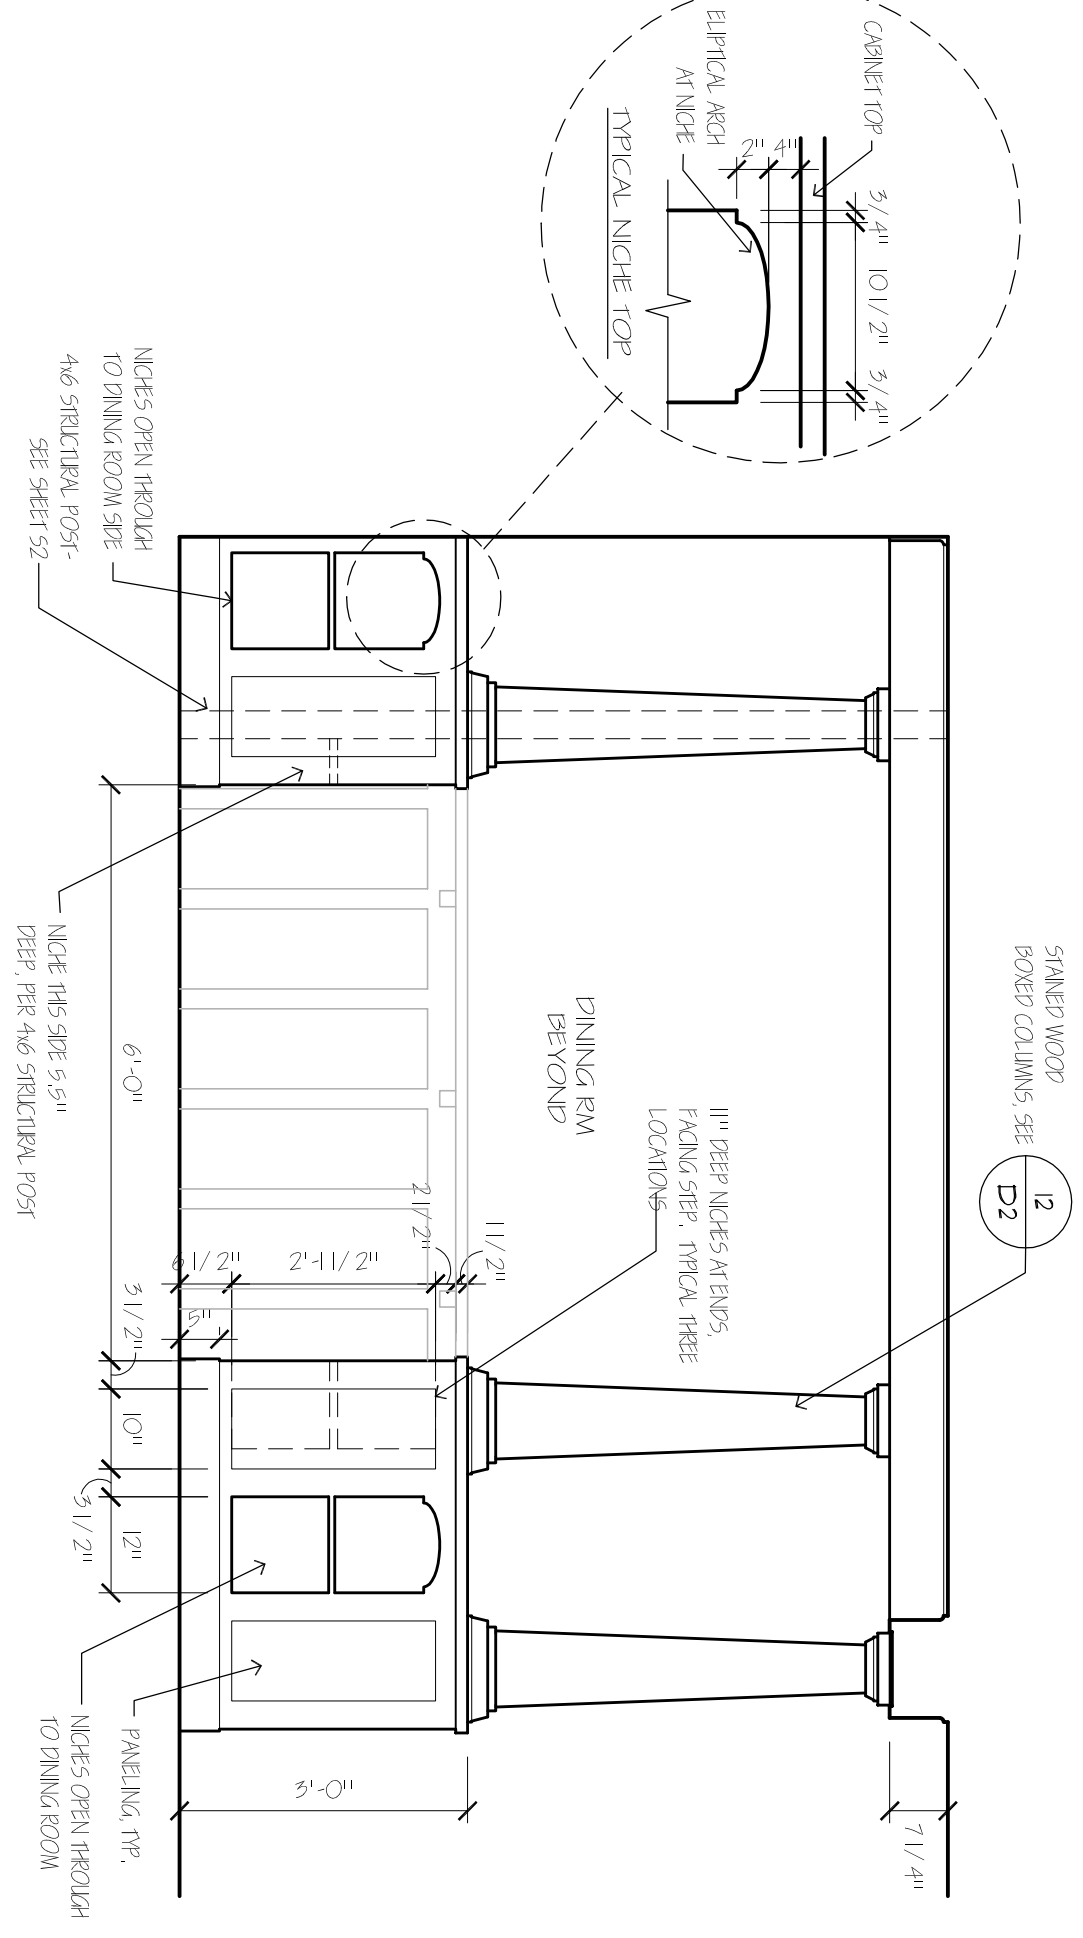 CABINET TOP
ELIPTICAL ARCH
AT NICHE
2" 4"
3/4" 10 1/2" 3/4"
TYPICAL NICHE TOP
STAINED WOOD
BOXED COLUMNS, SEE
12
D2
7 1/4"
11" DEEP NICHES AT ENDS,
FACING STEP. TYPICAL THREE
LOCATIONS
DINING RM
BEYOND
1 1/2"
2 1/2"
2'-11/2"
6 1/2"
5"
3'-0"
NICHES OPEN THROUGH
TO DINING ROOM SIDE
4x6 STRUCTURAL POST-
SEE SHEET S2
6'-0"
3 1/2"
10"
3 1/2"
12"
NICHE THIS SIDE 5.5"
DEEP, PER 4x6 STRUCTURAL POST
PANELING, TYP.
NICHES OPEN THROUGH
TO DINING ROOM